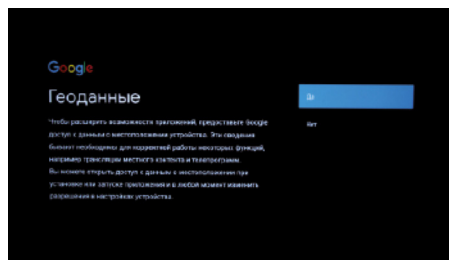 Google
Геоданные
Чтобы расширить возможности приложений, предоставьте Google
доступ к данным о местоположении устройства. Эти сведения
бывают необходимы для корректной работы некоторых функций,
например трансляции местного контента и телепрограмм.
Вы можете открыть доступ к данным о местоположении при
установке или запуске приложения и в любой момент изменить
разрешения в настройках устройства.
Да
Нет